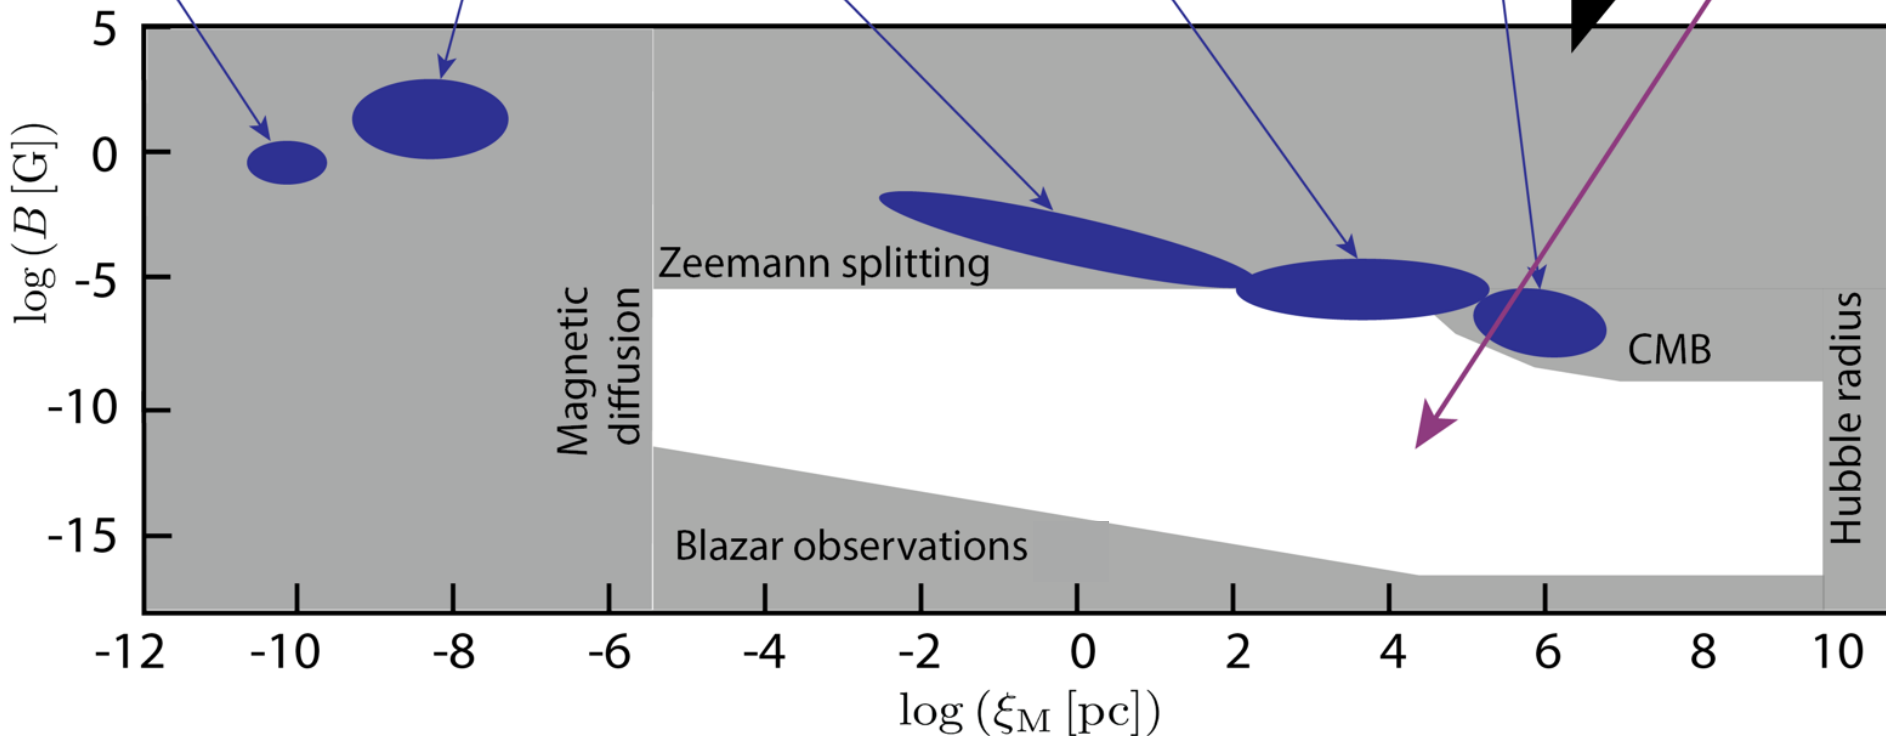 5
0
-5
-10
-15
log (B [G])
Zeemann splitting
Magnetic
diffusion
CMB
Hubble radius
Blazar observations
-12 -10 -8 -6 -4 -2 0 2 4 6 8 10
log (ξM [pc])